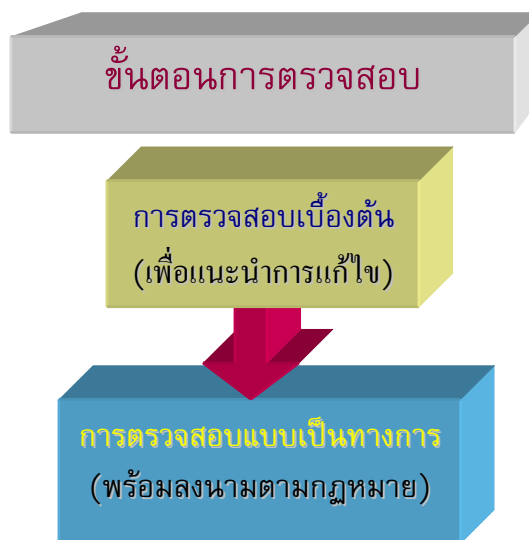 ขั้นตอนการตรวจสอบ
การตรวจสอบเบื้องต้น
(เพื่อแนะนำการแก้ไข)
การตรวจสอบแบบเป็นทางการ
(พร้อมลงนามตามกฎหมาย)